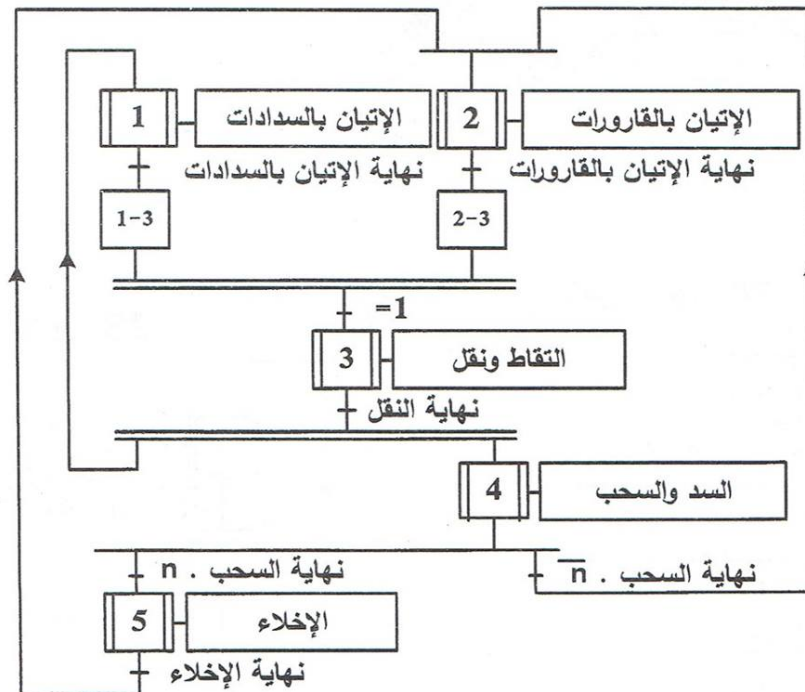 1 الإتيان بالسدادات
2 الإتيان بالقارورات
نهاية الإتيان بالسدادات
نهاية الإتيان بالقارورات
1-3
2-3
=1
3 التقاط ونقل
نهاية النقل
4 السد والسحب
نهاية السحب . n
نهاية السحب . n̅
5 الإخلاء
نهاية الإخلاء